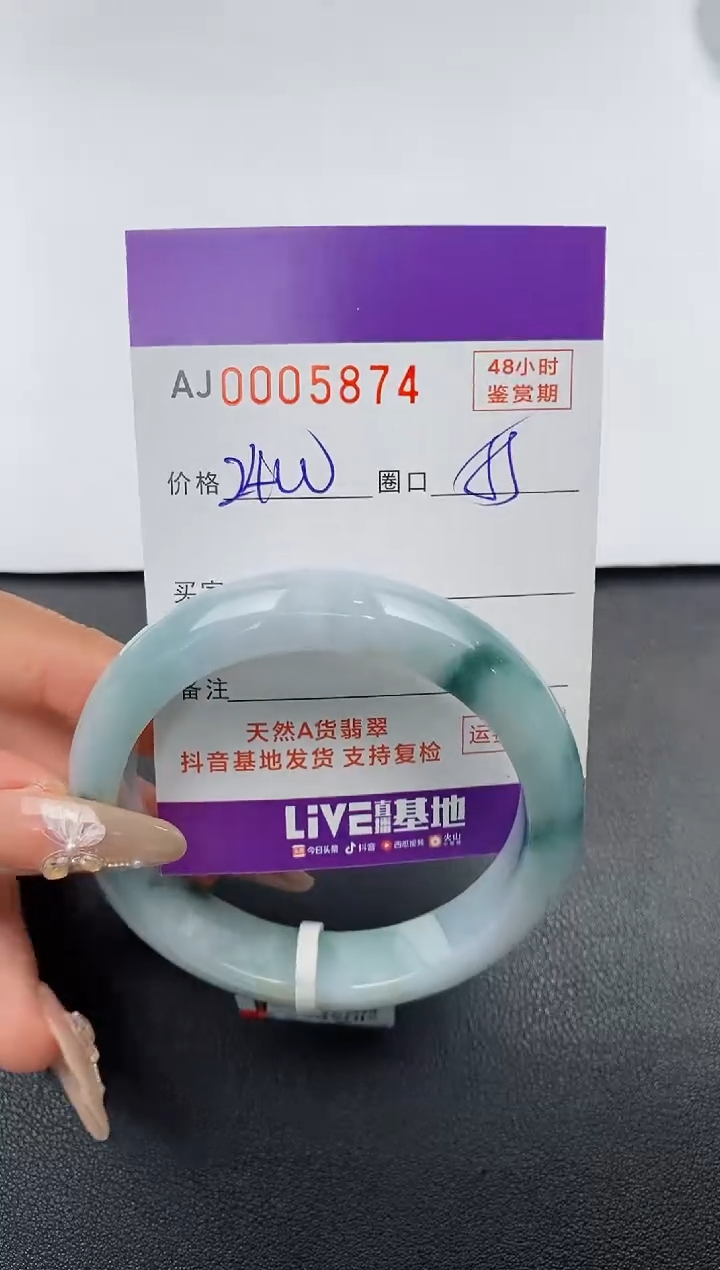 AJ0005874
48小时
鉴赏期
价格 24W 圈口
买家
备注
天然A货翡翠
抖音基地发货 支持复检
运
LiVE直播基地
今日头条 抖音 西瓜视频 火山